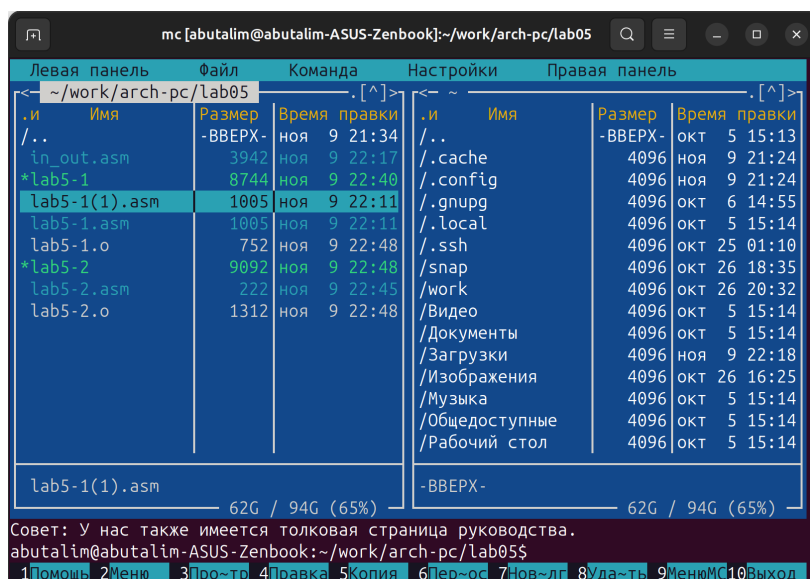 mc [abutalim@abutalim-ASUS-Zenbook]:~/work/arch-pc/lab05
Левая панель Файл Команда Настройки Правая панель
<─ ~/work/arch-pc/lab05 ─.[^]>
.и Имя Размер Время правки
/.. -ВВЕРХ- ноя 9 21:34
in_out.asm 3942 ноя 9 22:17
*lab5-1 8744 ноя 9 22:40
lab5-1(1).asm 1005 ноя 9 22:11
lab5-1.asm 1005 ноя 9 22:11
lab5-1.o 752 ноя 9 22:48
*lab5-2 9092 ноя 9 22:48
lab5-2.asm 222 ноя 9 22:45
lab5-2.o 1312 ноя 9 22:48
lab5-1(1).asm
62G / 94G (65%)
<─ ~ ─.[^]>
.и Имя Размер Время правки
/.. -ВВЕРХ- окт 5 15:13
/.cache 4096 ноя 9 21:24
/.config 4096 ноя 9 21:24
/.gnupg 4096 окт 6 14:55
/.local 4096 окт 5 15:14
/.ssh 4096 окт 25 01:10
/snap 4096 окт 26 18:35
/work 4096 окт 26 20:32
/Видео 4096 окт 5 15:14
/Документы 4096 окт 5 15:14
/Загрузки 4096 ноя 9 22:18
/Изображения 4096 окт 26 16:25
/Музыка 4096 окт 5 15:14
/Общедоступные 4096 окт 5 15:14
/Рабочий стол 4096 окт 5 15:14
-ВВЕРХ-
62G / 94G (65%)
Совет: У нас также имеется толковая страница руководства.
abutalim@abutalim-ASUS-Zenbook:~/work/arch-pc/lab05$
1Помощь 2Меню 3Про~тр 4Правка 5Копия 6Пер~ос 7Нов~лг 8Уда~ть 9МенюМС 10Выход